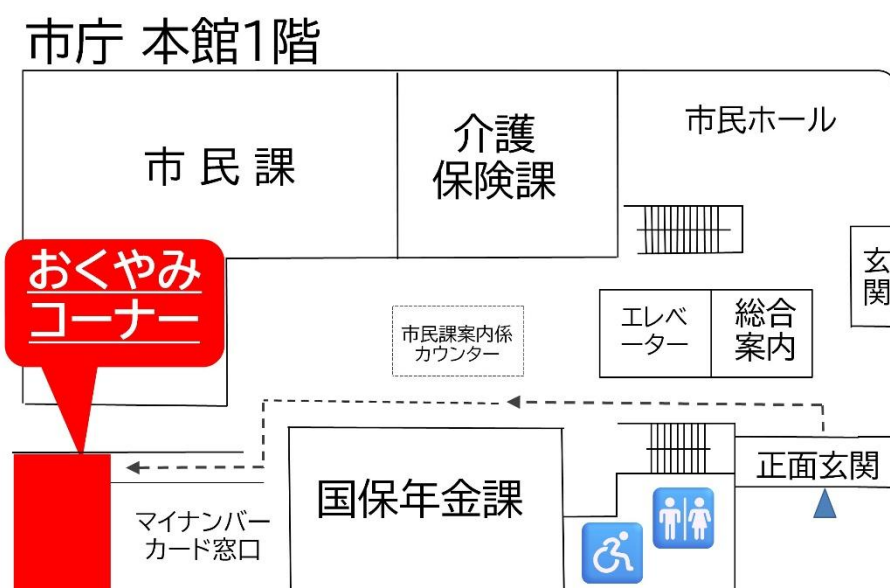 市庁 本館1階
市民課
介護
保険課
市民ホール
おくやみ
コーナー
市民課案内係
カウンター
エレベ
ーター
総合
案内
玄
関
国保年金課
正面玄関
マイナンバー
カード窓口